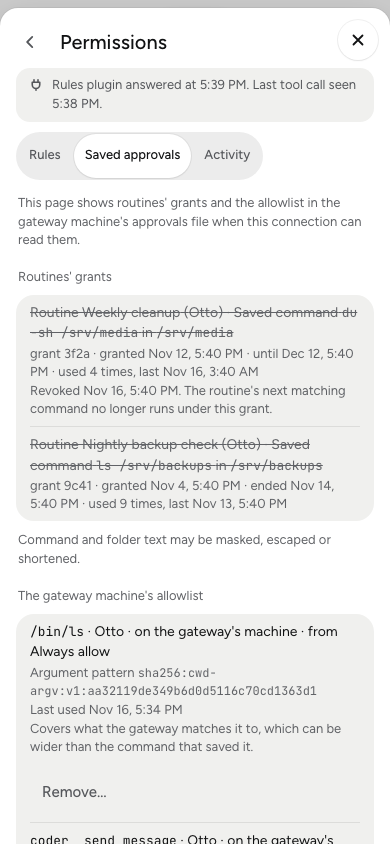 Permissions
Rules plugin answered at 5:39 PM. Last tool call seen
5:38 PM.
Rules
Saved approvals
Activity
This page shows routines' grants and the allowlist in the
gateway machine's approvals file when this connection can
read them.
Routines' grants
Routine Weekly cleanup (Otto) · Saved command du
-sh /srv/media in /srv/media
grant 3f2a · granted Nov 12, 5:40 PM · until Dec 12, 5:40
PM · used 4 times, last Nov 16, 3:40 AM
Revoked Nov 16, 5:40 PM. The routine's next matching
command no longer runs under this grant.
Routine Nightly backup check (Otto) · Saved
command ls /srv/backups in /srv/backups
grant 9c41 · granted Nov 4, 5:40 PM · ended Nov 14,
5:40 PM · used 9 times, last Nov 13, 5:40 PM
Command and folder text may be masked, escaped or
shortened.
The gateway machine's allowlist
/bin/ls · Otto · on the gateway's machine · from
Always allow
Argument pattern sha256:cwd-
argv:v1:aa32119de349b6d0d5116c70cd1363d1
Last used Nov 16, 5:34 PM
Covers what the gateway matches it to, which can be
wider than the command that saved it.
Remove...
coder__send_message · Otto · on the gateway's